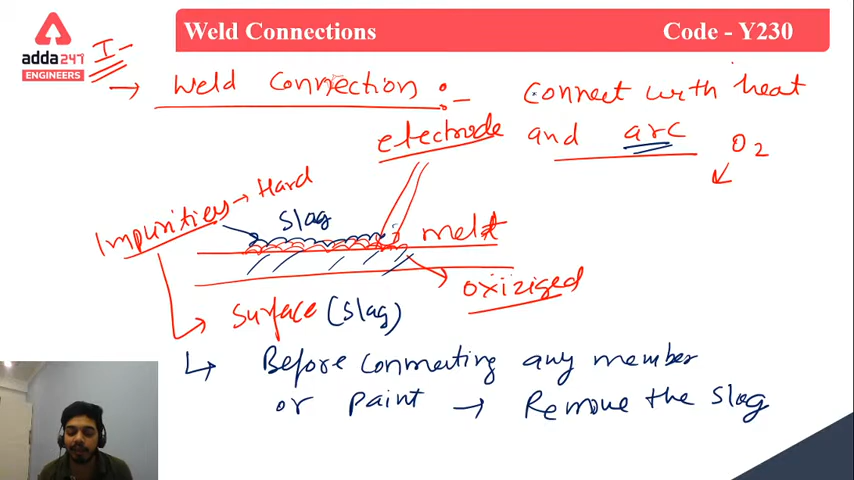 Weld Connections
Code - Y230
adda247
ENGINEERS
I -
→ Weld Connection :-
Connect with heat
and arc
O2
electrode
Impurities → Hard
Slag
melt
oxizised
Surface (Slag)
Before connecting any member
or paint → Remove the Slag